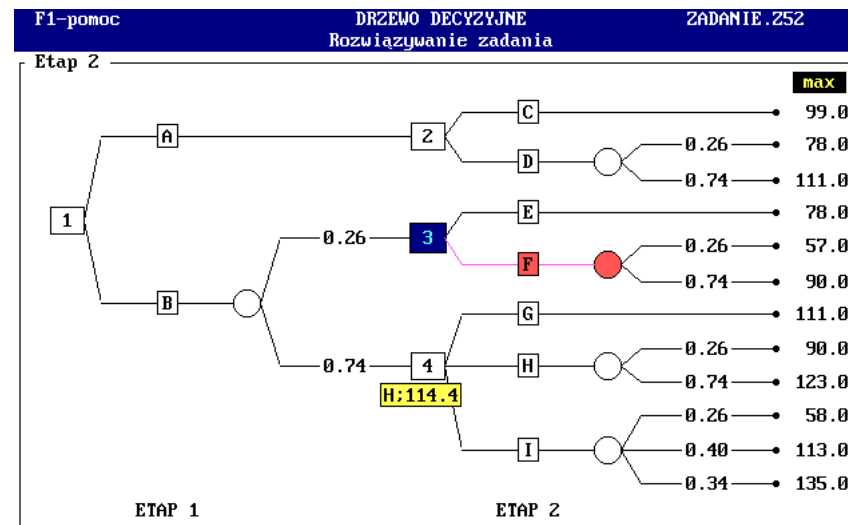 F1-pomoc DRZEWO DECYZYJNE ZADANIE.Z52
Rozwiązywanie zadania
Etap 2
max
C 99.0
A 2 0.26 78.0
D
0.74 111.0
1 E 78.0
0.26 3 0.26 57.0
F
0.74 90.0
B G 111.0
0.26 90.0
0.74 4 H
0.74 123.0
H;114.4
0.26 58.0
I 0.40 113.0
0.34 135.0
ETAP 1 ETAP 2